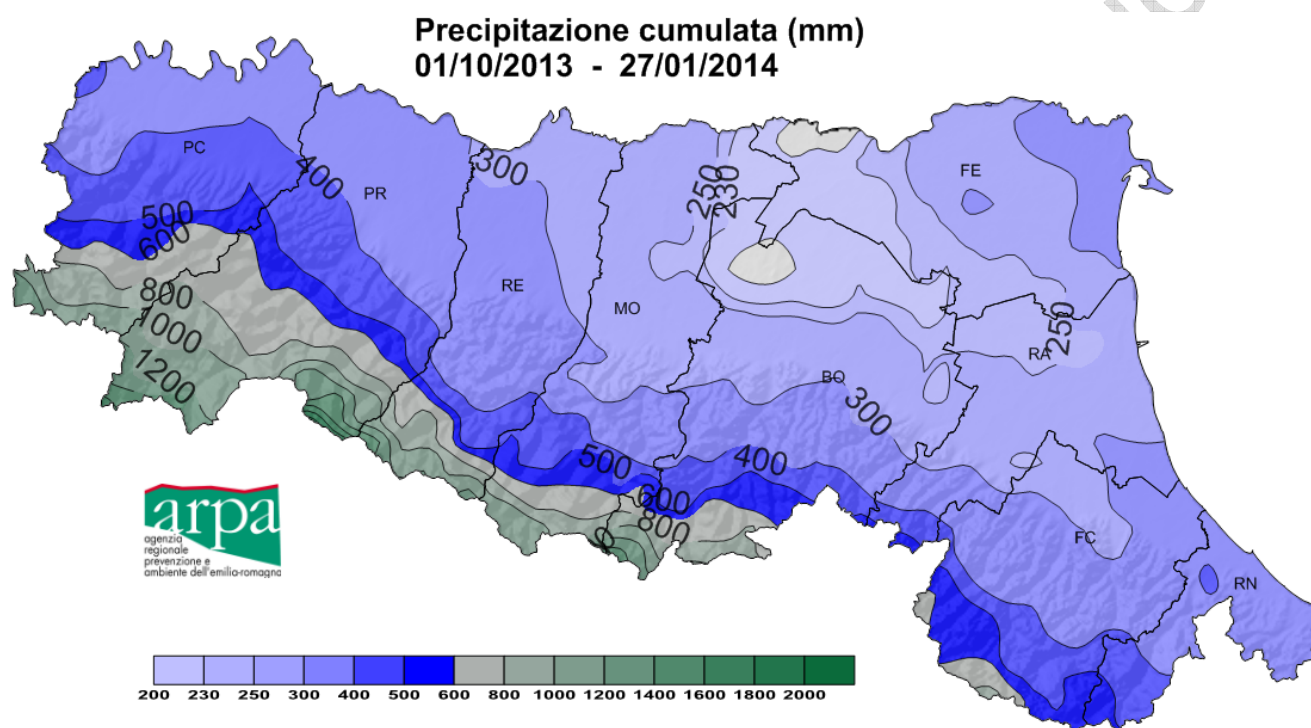 Precipitazione cumulata (mm)
01/10/2013 - 27/01/2014
PC
PR
RE
MO
BO
FE
RA
FC
RN
400
300
250
230
500
600
800
1000
1200
250
300
400
500
600
800
arpa
agenzia
regionale
prevenzione e
ambiente dell'emilia-romagna
200 230 250 300 400 500 600 800 1000 1200 1400 1600 1800 2000